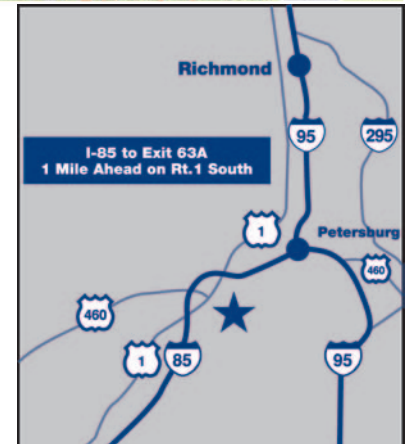 Richmond
95
295
I-85 to Exit 63A
1 Mile Ahead on Rt.1 South
1
Petersburg
460
460
1
85
95